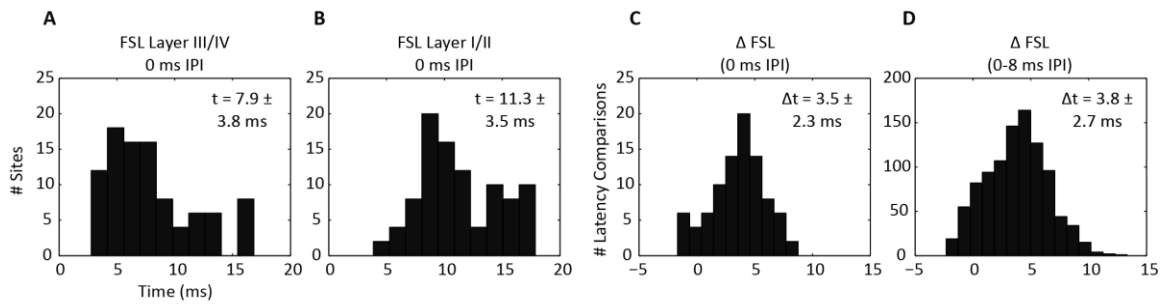 A
FSL Layer III/IV
0 ms IPI
t = 7.9 ±
3.8 ms
25
20
15
10
5
0
# Sites
0 5 10 15 20
Time (ms)
B
FSL Layer I/II
0 ms IPI
t = 11.3 ±
3.5 ms
25
20
15
10
5
0
0 5 10 15 20
C
Δ FSL
(0 ms IPI)
Δt = 3.5 ±
2.3 ms
25
20
15
10
5
0
# Latency Comparisons
−5 0 5 10 15
D
Δ FSL
(0-8 ms IPI)
Δt = 3.8 ±
2.7 ms
200
150
100
50
0
−5 0 5 10 15